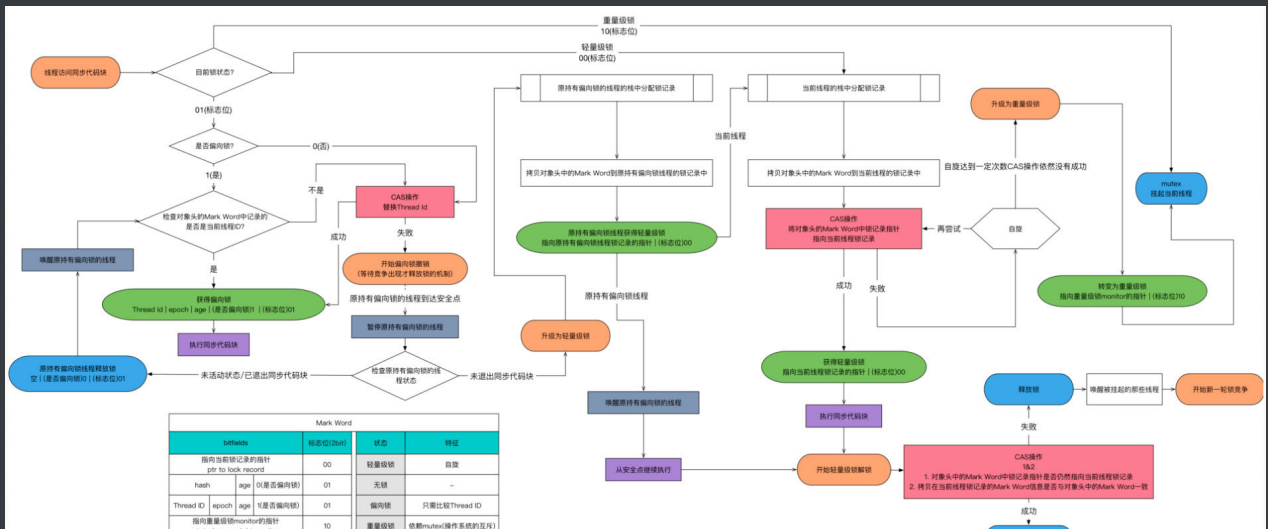 重量级锁
10(标志位)
轻量级锁
00(标志位)
线程访问同步代码块
目前锁状态?
原持有偏向锁的线程的栈中分配锁记录
当前线程的栈中分配锁记录
升级为重量级锁
01(标志位)
是否偏向锁?
0(否)
当前线程
1(是)
不是
自旋达到一定次数CAS操作依然没有成功
拷贝对象头中的Mark Word到原持有偏向锁线程的锁记录中
拷贝对象头中的Mark Word到当前线程的锁记录中
mutex
挂起当前线程
CAS操作
替换Thread Id
检查对象头的Mark Word中记录的
是否是当前线程ID?
成功
失败
原持有偏向锁线程获得轻量级锁
指向原持有偏向锁线程锁记录的指针 | (标志位)00
CAS操作
将对象头的Mark Word中锁记录指针
指向当前线程锁记录
再尝试
自旋
唤醒原持有偏向锁的线程
是
开始偏向锁撤销
(等待竞争出现才释放锁的机制)
成功
失败
转变为重量级锁
指向重量级锁monitor的指针 | (标志位)10
获得偏向锁
Thread Id | epoch | age | (是否偏向锁)1 | (标志位)01
原持有偏向锁的线程到达安全点
原持有偏向锁线程
暂停原持有偏向锁的线程
升级为轻量级锁
执行同步代码块
原持有偏向锁线程释放锁
空 | (是否偏向锁)0 | (标志位)01
未活动状态/已退出同步代码块
检查原持有偏向锁的线
程状态
未退出同步代码块
获得轻量级锁
指向当前线程锁记录的指针 | (标志位)00
唤醒原持有偏向锁的线程
执行同步代码块
释放锁
唤醒被挂起的那些线程
开始新一轮锁竞争
失败
Mark Word
bitfields 标志位(2bit) 状态 特征
指向当前锁记录的指针
ptr to lock record
00 轻量级锁 自旋
hash age 0(是否偏向锁) 01 无锁 –
Thread ID epoch age 1(是否偏向锁) 01 偏向锁 只需比较Thread ID
指向重量级锁monitor的指针
10 重量级锁 依赖mutex(操作系统的互斥)
从安全点继续执行
开始轻量级锁解锁
CAS操作
1&2
1. 对象头中的Mark Word中锁记录指针是否仍然指向当前线程锁记录
2. 拷贝在当前线程锁记录的Mark Word信息是否与对象头中的Mark Word一致
成功